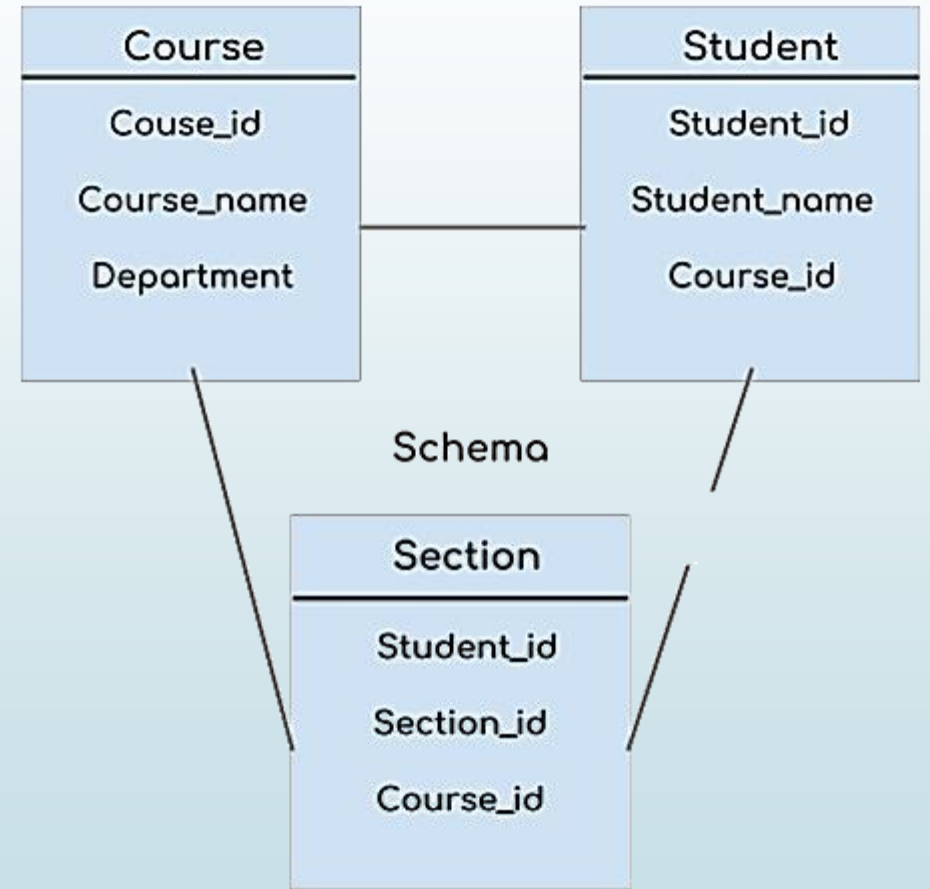 Course
Couse_id
Course_name
Department
Student
Student_id
Student_name
Course_id
Schema
Section
Student_id
Section_id
Course_id